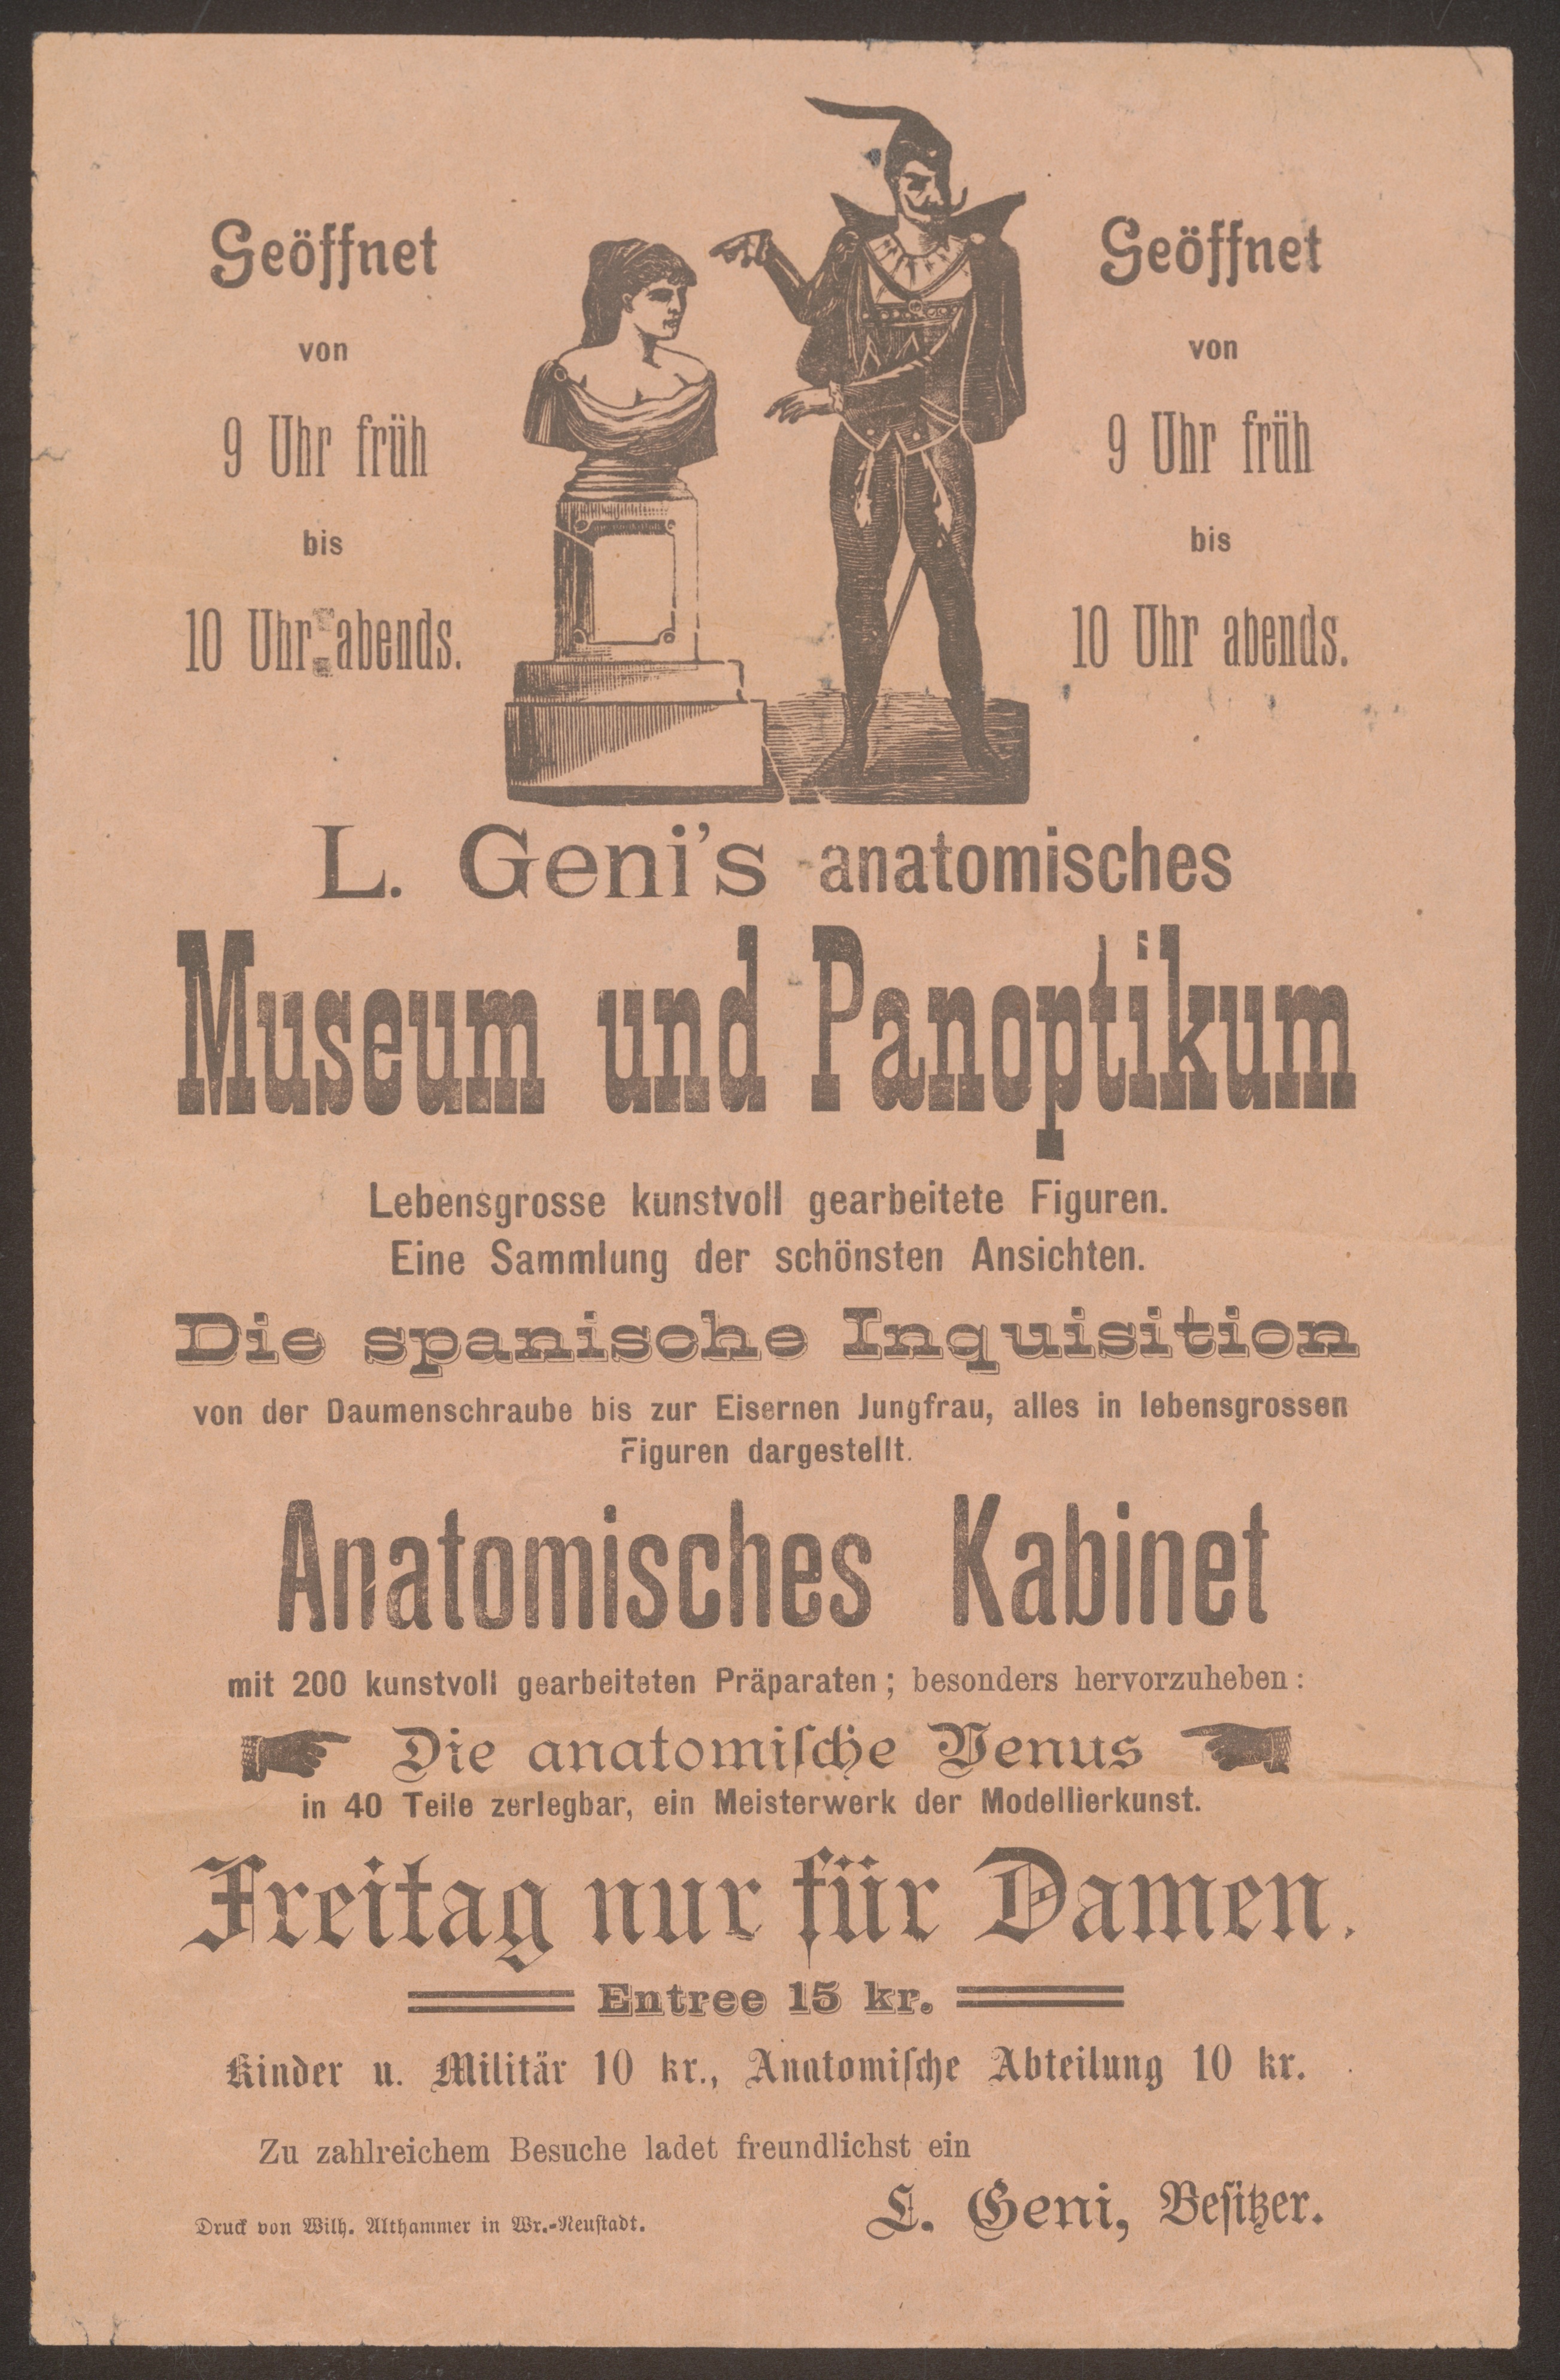 Geöffnet
von
9 Uhr früh
bis
10 Uhr abends.
Geöffnet
von
9 Uhr früh
bis
10 Uhr abends.
L. Geni's anatomisches
Museum und Panoptikum
Lebensgrosse kunstvoll gearbeitete Figuren.
Eine Sammlung der schönsten Ansichten.
Die spanische Inquisition
von der Daumenschraube bis zur Eisernen Jungfrau, alles in lebensgrossen
Figuren dargestellt.
Anatomisches Kabinet
mit 200 kunstvoll gearbeiteten Präparaten; besonders hervorzuheben:
Die anatomiſche Venus
in 40 Teile zerlegbar, ein Meisterwerk der Modellierkunst.
Freitag nur für Damen.
Entree 15 kr.
Kinder u. Militär 10 kr., Anatomiſche Abteilung 10 kr.
Zu zahlreichem Besuche ladet freundlichst ein
L. Geni, Beſitzer.
Druck von Wilh. Althammer in Wr.-Neuſtadt.